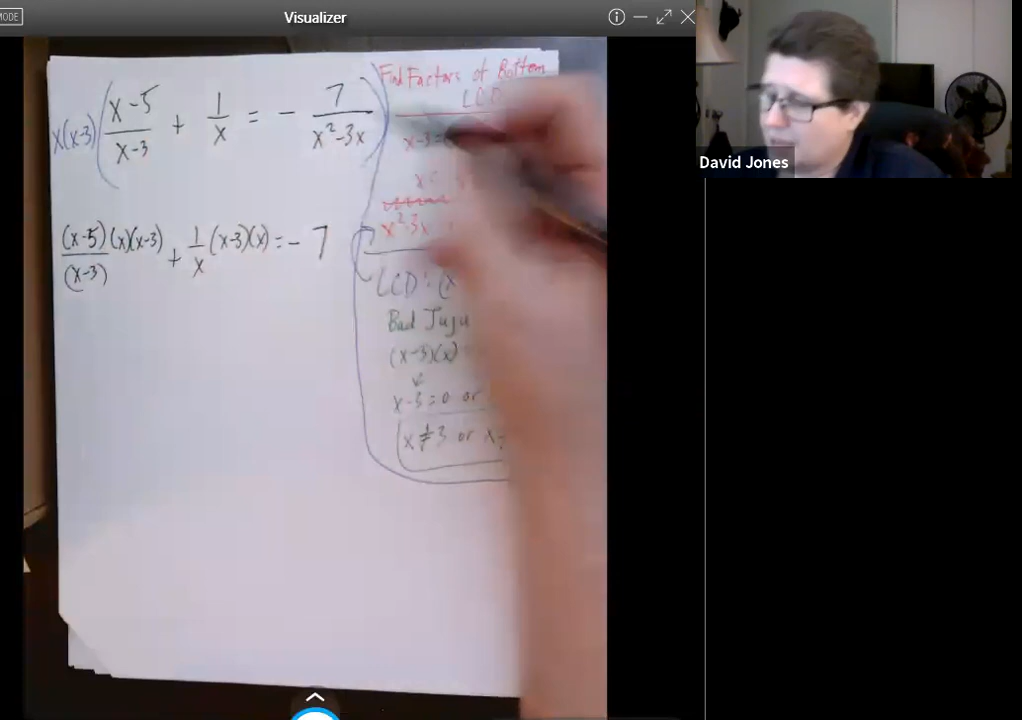 MODE
Visualizer
David Jones
x(x-3) ( x-5 / x-3 + 1 / x = - 7 / x² - 3x )
(x-5) / (x-3) (x)(x-3) + 1 / x (x-3)(x) = - 7
Find Factors of Bottom
LCD
x-3=
x=
x²-3x
LCD: (x
Bad Juju
(x-3)(x)
x-3=0 or
x≠3 or x